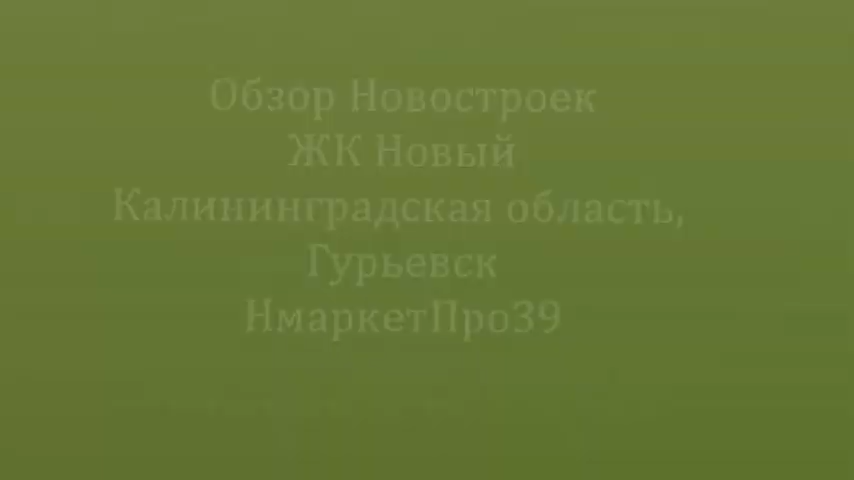 Обзор Новостроек
ЖК Новый
Калининградская область,
Гурьевск
НмаркетПро39